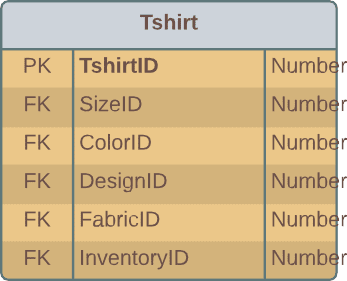 Tshirt
PK TshirtID Number
FK SizeID Number
FK ColorID Number
FK DesignID Number
FK FabricID Number
FK InventoryID Number